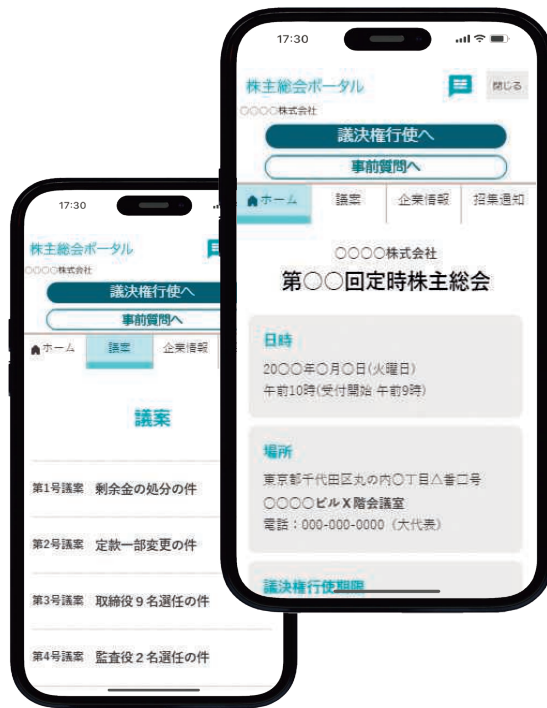 17:30
株主総会ポータル
閉じる
○○○○株式会社
議決権行使へ
事前質問へ
ホーム 議案 企業情報 招集通知
○○○○株式会社
第○○回定時株主総会
日時
20○○年○月○日(火曜日)
午前10時(受付開始 午前9時)
場所
東京都千代田区丸の内○丁目△番□号
○○○○ビルX階会議室
電話：000-000-0000（大代表）
議決権行使期限
17:30
株主総会ポータル
○○○○株式会社
議決権行使へ
事前質問へ
ホーム 議案 企業情報
議案
第1号議案 剰余金の処分の件
第2号議案 定款一部変更の件
第3号議案 取締役９名選任の件
第4号議案 監査役２名選任の件